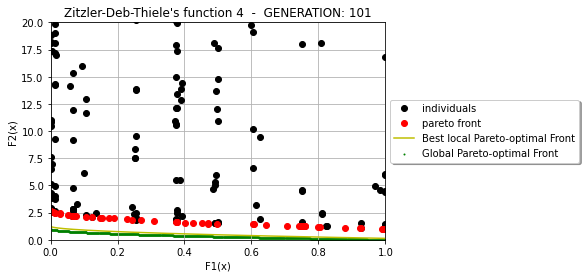 Zitzler-Deb-Thiele's function 4 - GENERATION: 101
20.0
17.5
15.0
12.5
10.0
7.5
5.0
2.5
0.0
F2(x)
0.0 0.2 0.4 0.6 0.8 1.0
F1(x)
individuals
pareto front
Best local Pareto-optimal Front
Global Pareto-optimal Front